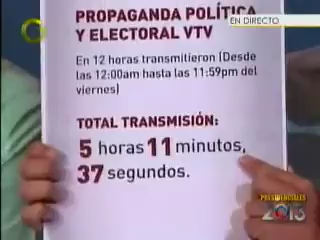 PROPAGANDA POLÍTICA
Y ELECTORAL VTV
EN DIRECTO
En 12 horas transmitieron (Desde
las 12:00am hasta las 11:59pm del
viernes)
TOTAL TRANSMISIÓN:
5 horas 11 minutos,
37 segundos.
PRESIDENCIALES
2013